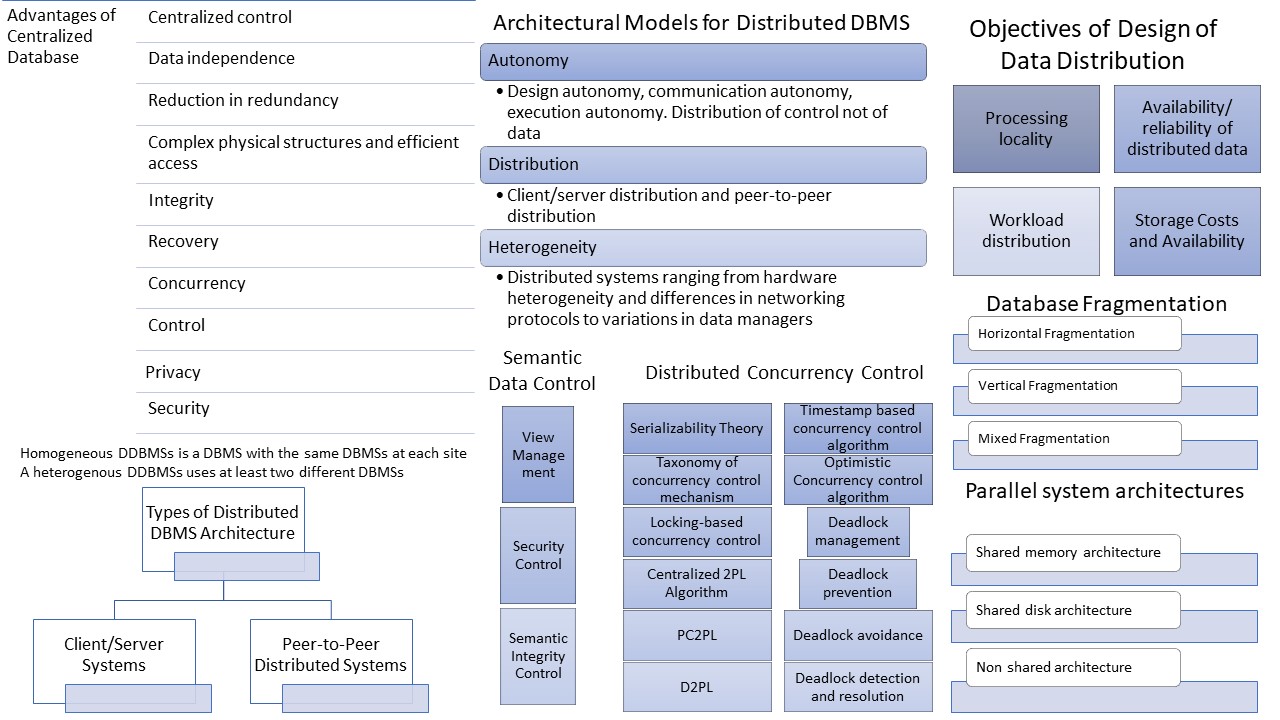 Advantages of
Centralized
Database
Centralized control
Data independence
Reduction in redundancy
Complex physical structures and efficient
access
Integrity
Recovery
Concurrency
Control
Privacy
Security
Homogeneous DDBMSs is a DBMS with the same DBMSs at each site
A heterogenous DDBMSs uses at least two different DBMSs
Types of Distributed
DBMS Architecture
Client/Server
Systems
Peer-to-Peer
Distributed Systems
Architectural Models for Distributed DBMS
Autonomy
• Design autonomy, communication autonomy,
execution autonomy. Distribution of control not of
data
Distribution
• Client/server distribution and peer-to-peer
distribution
Heterogeneity
• Distributed systems ranging from hardware
heterogeneity and differences in networking
protocols to variations in data managers
Semantic
Data Control
View
Manage
ment
Security
Control
Semantic
Integrity
Control
Distributed Concurrency Control
Serializability Theory
Timestamp based
concurrency control
algorithm
Taxonomy of
concurrency control
mechanism
Optimistic
Concurrency control
algorithm
Locking-based
concurrency control
Deadlock
management
Centralized 2PL
Algorithm
Deadlock
prevention
PC2PL
Deadlock avoidance
D2PL
Deadlock detection
and resolution
Objectives of Design of
Data Distribution
Processing
locality
Availability/
reliability of
distributed data
Workload
distribution
Storage Costs
and Availability
Database Fragmentation
Horizontal Fragmentation
Vertical Fragmentation
Mixed Fragmentation
Parallel system architectures
Shared memory architecture
Shared disk architecture
Non shared architecture